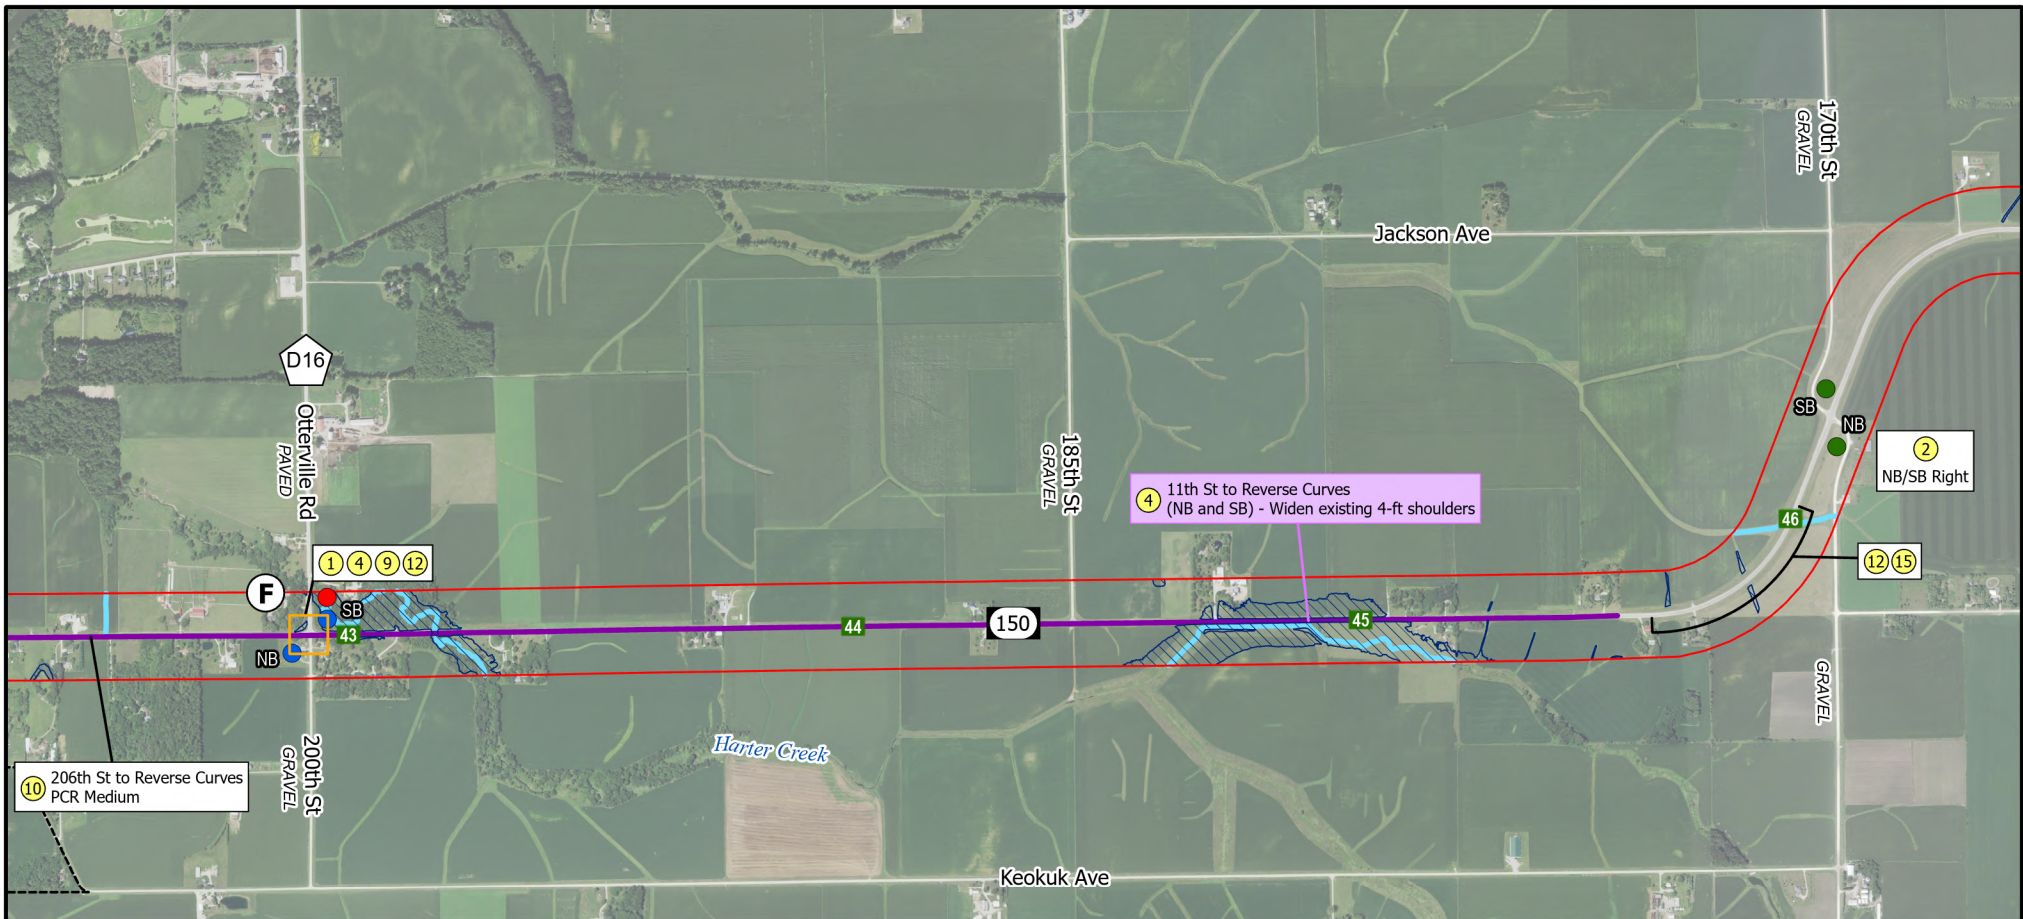 170th St
GRAVEL
Jackson Ave
D16
Otterville Rd
PAVED
185th St
GRAVEL
SB
NB
2
NB/SB Right
4
11th St to Reverse Curves
(NB and SB) - Widen existing 4-ft shoulders
46
12 15
1 4 9 12
F
SB
43
44
150
45
NB
GRAVEL
200th St
GRAVEL
Harter Creek
10
206th St to Reverse Curves
PCR Medium
Keokuk Ave